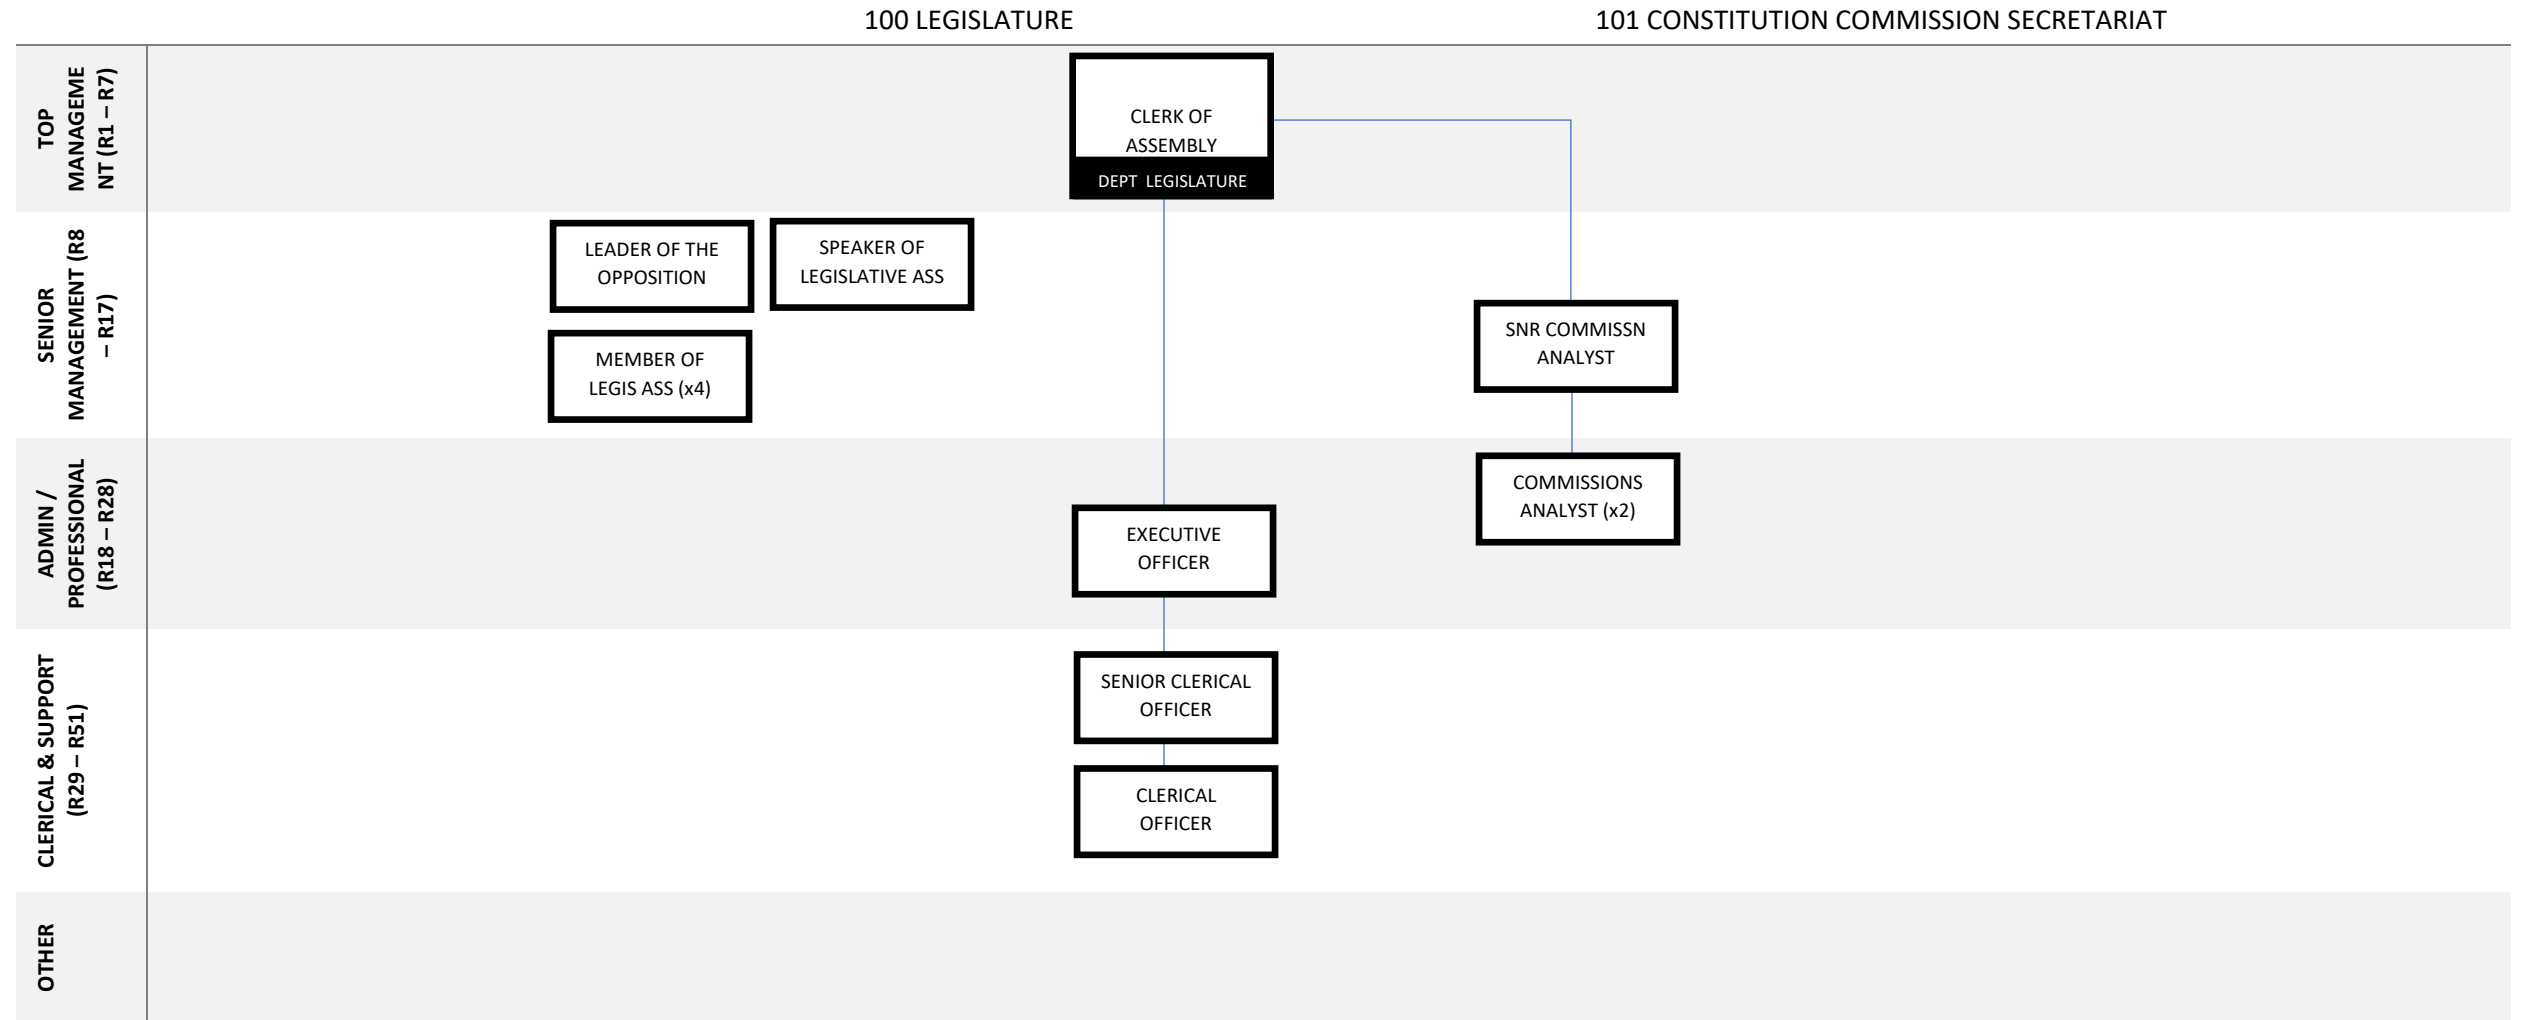 100 LEGISLATURE
101 CONSTITUTION COMMISSION SECRETARIAT
TOP
MANAGEME
NT (R1 – R7)
CLERK OF
ASSEMBLY
DEPT LEGISLATURE
SENIOR
MANAGEMENT (R8
– R17)
LEADER OF THE
OPPOSITION
SPEAKER OF
LEGISLATIVE ASS
MEMBER OF
LEGIS ASS (x4)
SNR COMMISSN
ANALYST
ADMIN /
PROFESSIONAL
(R18 – R28)
COMMISSIONS
ANALYST (x2)
EXECUTIVE
OFFICER
CLERICAL & SUPPORT
(R29 – R51)
SENIOR CLERICAL
OFFICER
CLERICAL
OFFICER
OTHER